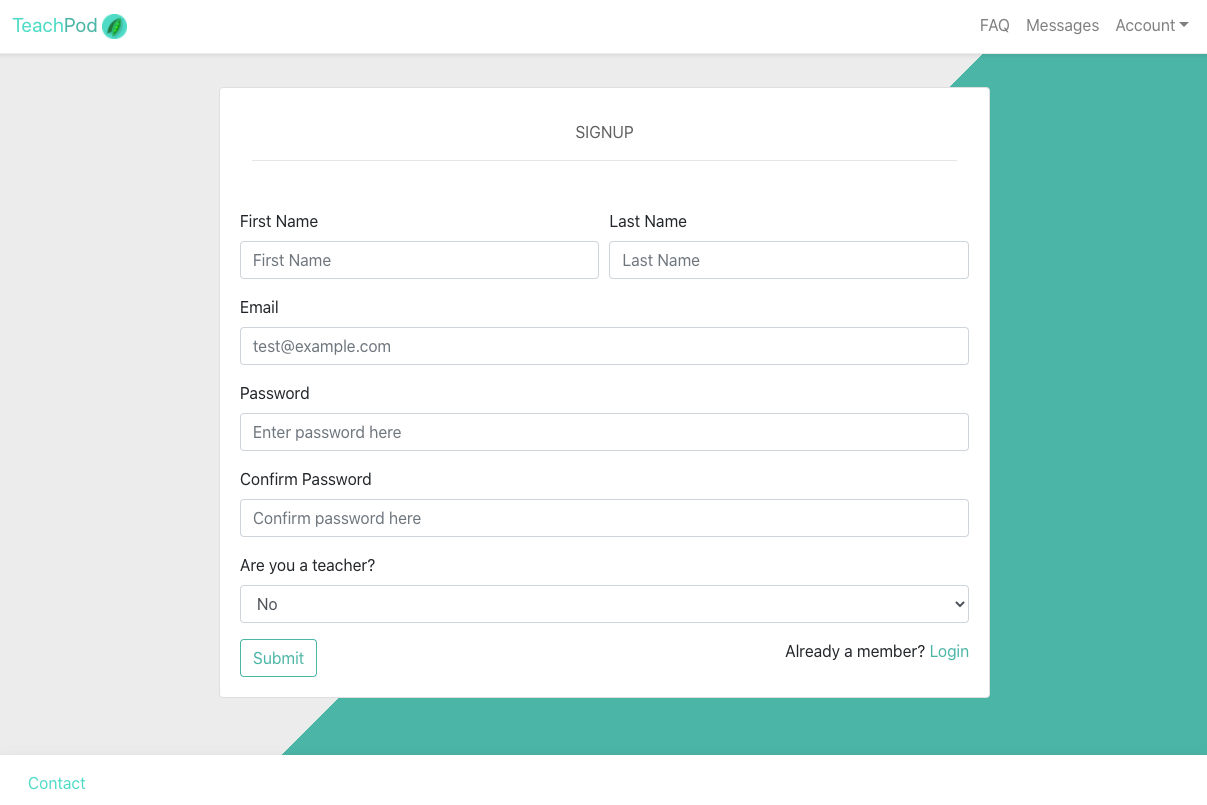 TeachPod FAQ Messages Account
SIGNUP
First Name Last Name
First Name Last Name
Email
test@example.com
Password
Enter password here
Confirm Password
Confirm password here
Are you a teacher?
No
Submit Already a member? Login
Contact